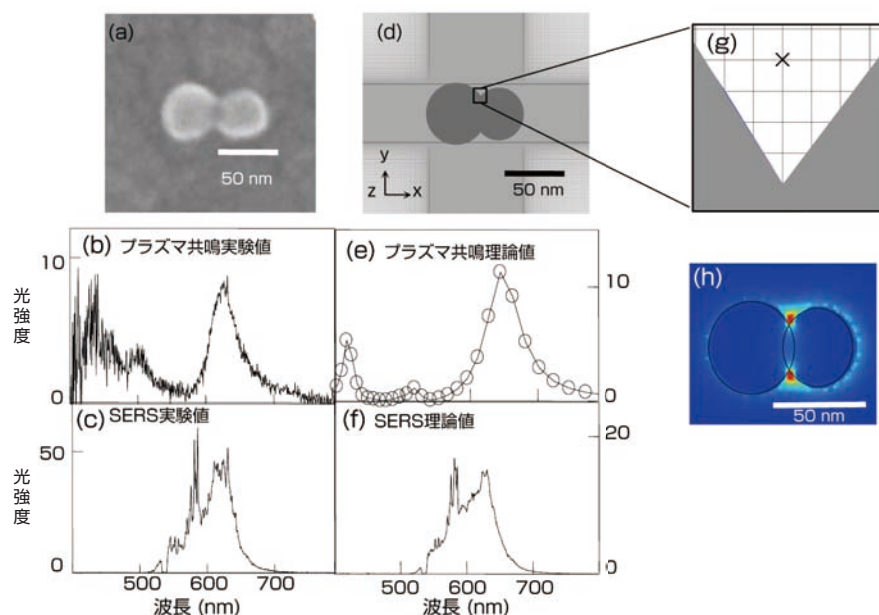 (a)
50 nm
(d)
y
z
x
50 nm
(g)
×
(b)
プラズマ共鳴実験値
10
0
光強度
(e)
プラズマ共鳴理論値
10
0
(h)
50 nm
(c)
SERS実験値
50
0
光強度
500 600 700
波長 (nm)
(f)
SERS理論値
20
0
500 600 700
波長 (nm)